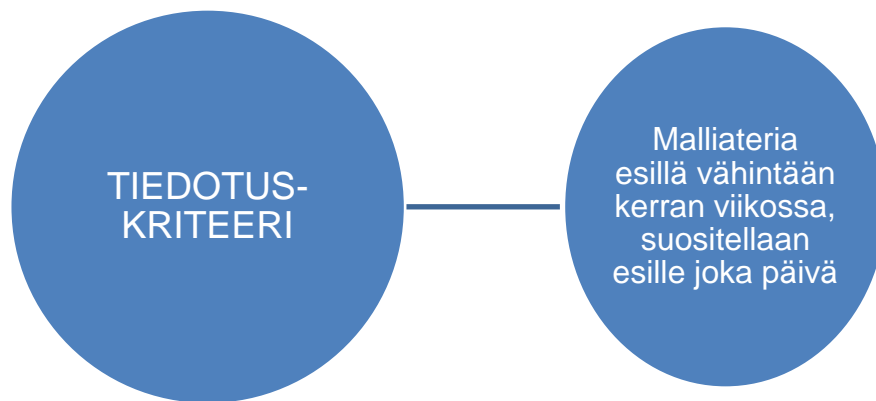 TIEDOTUS-
KRITEERI
Malliateria
esillä vähintään
kerran viikossa,
suositellaan
esille joka päivä